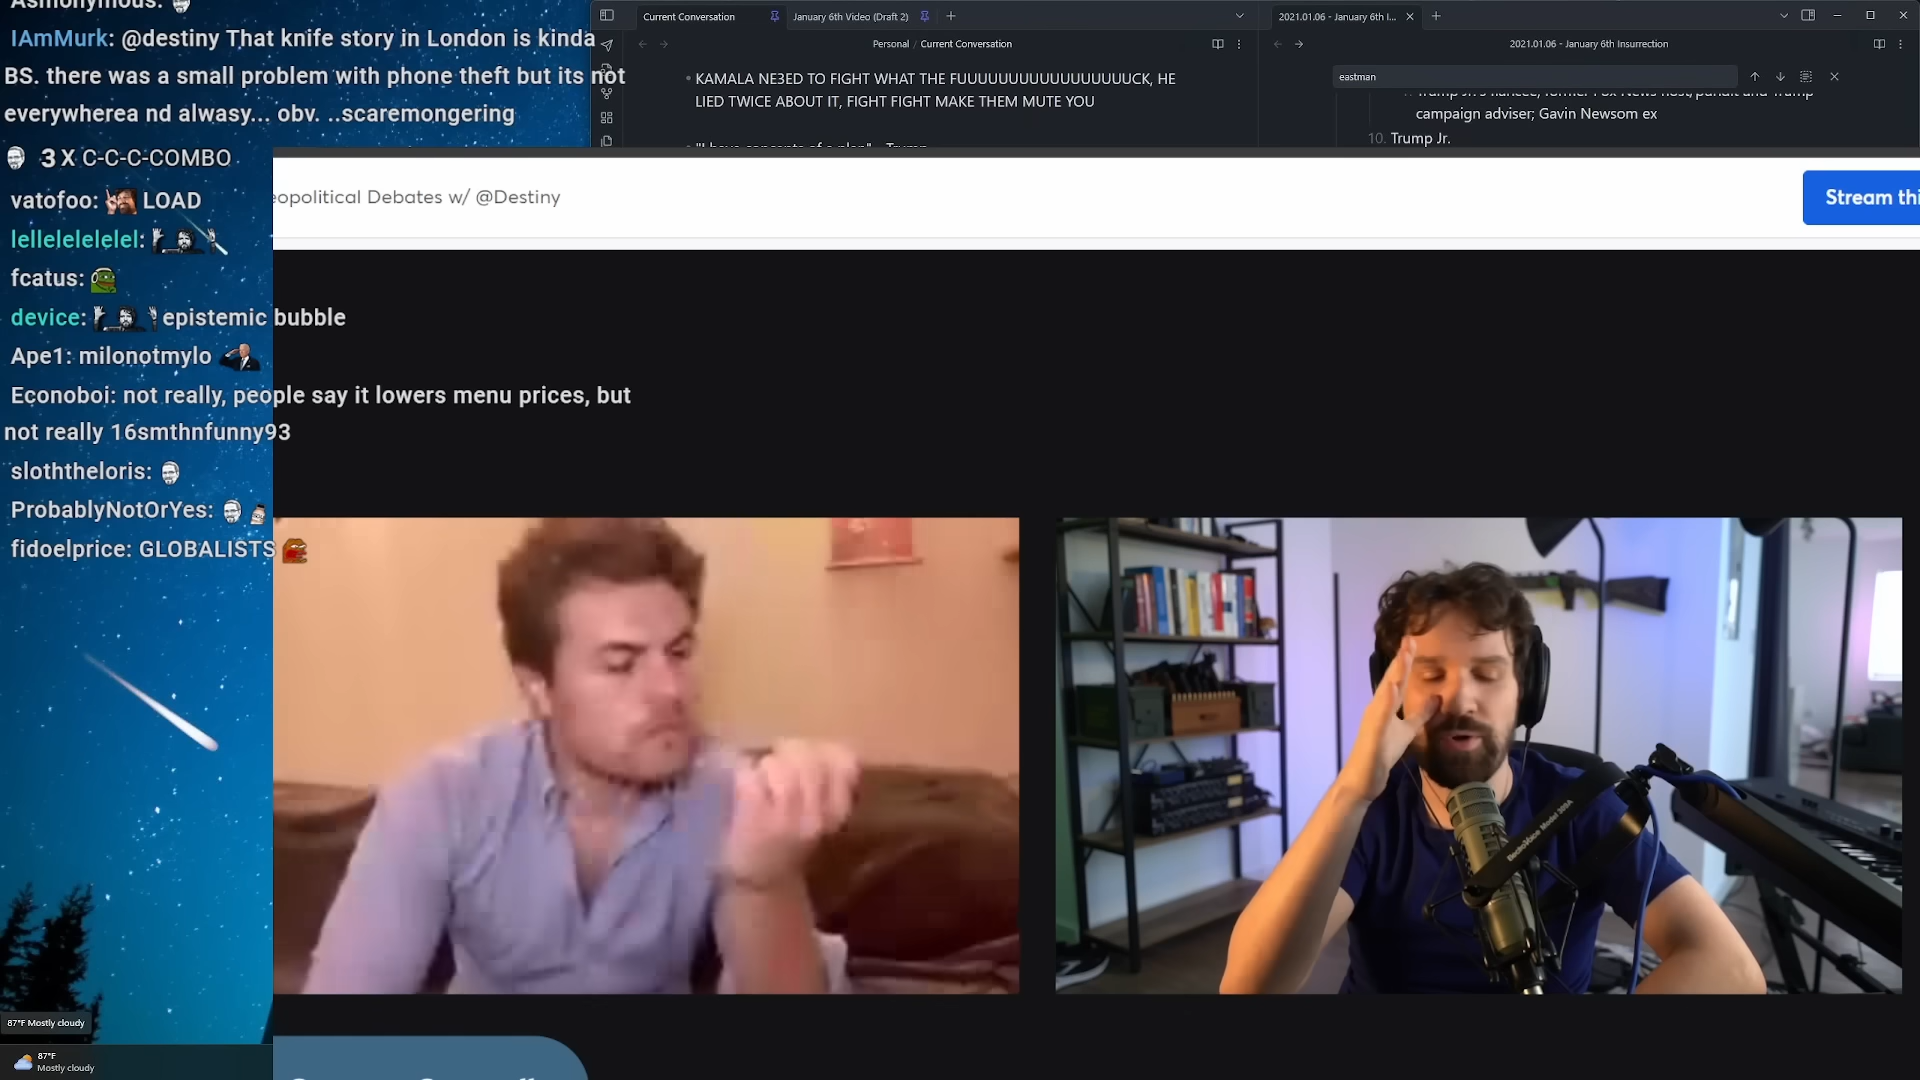 IAmMurk: @destiny That knife story in London is kinda
BS. there was a small problem with phone theft but its not
everywherea nd alwasy... obv. ..scaremongering
3 X C-C-C-COMBO
vatofoo: LOAD
lellelelelelel:
fcatus:
device: epistemic bubble
Ape1: milonotmylo
Econoboi: not really, people say it lowers menu prices, but
not really 16smthnfunny93
sloththeloris:
ProbablyNotOrYes:
fidoelprice: GLOBALISTS
87°F Mostly cloudy
87°F
Mostly cloudy
Current Conversation
January 6th Video (Draft 2)
Personal / Current Conversation
KAMALA NE3ED TO FIGHT WHAT THE FUUUUUUUUUUUUUUUUUCK, HE
LIED TWICE ABOUT IT, FIGHT FIGHT MAKE THEM MUTE YOU
2021.01.06 - January 6th I...
2021.01.06 - January 6th Insurrection
eastman
campaign adviser; Gavin Newsom ex
10. Trump Jr.
eopolitical Debates w/ @Destiny
Stream thi
ElectroVoice Model 309A